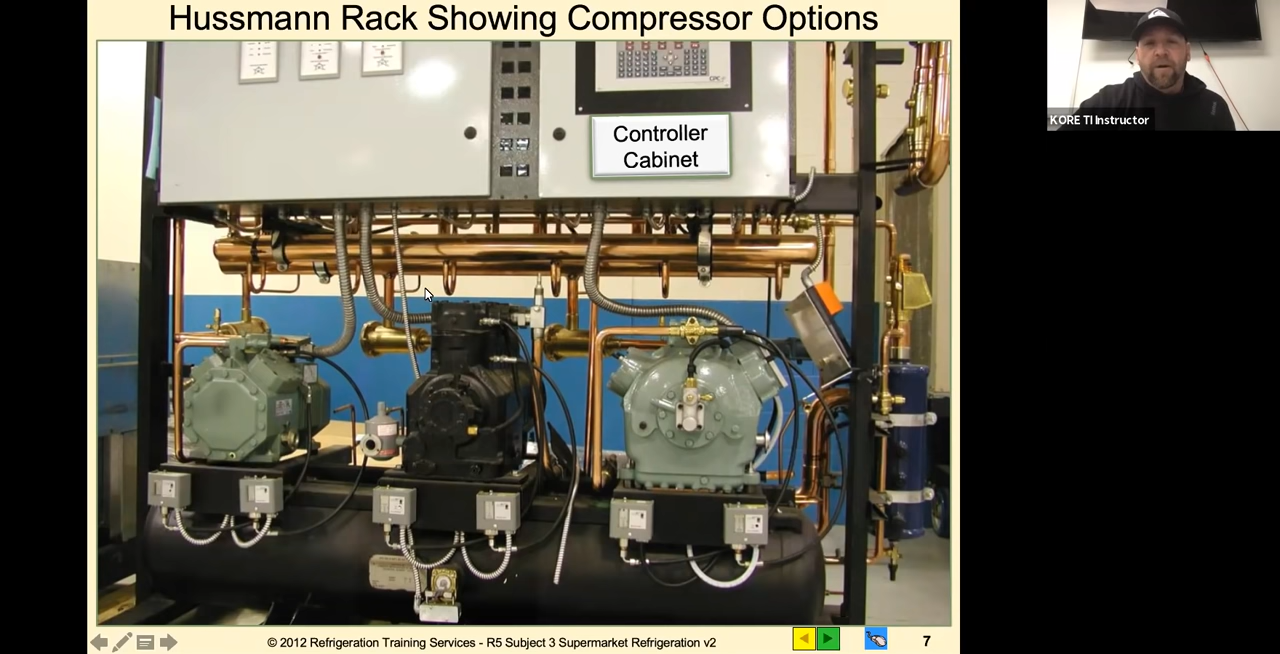 Hussmann Rack Showing Compressor Options
KORE TI Instructor
CPC
Controller
Cabinet
© 2012 Refrigeration Training Services - R5 Subject 3 Supermarket Refrigeration v2
7